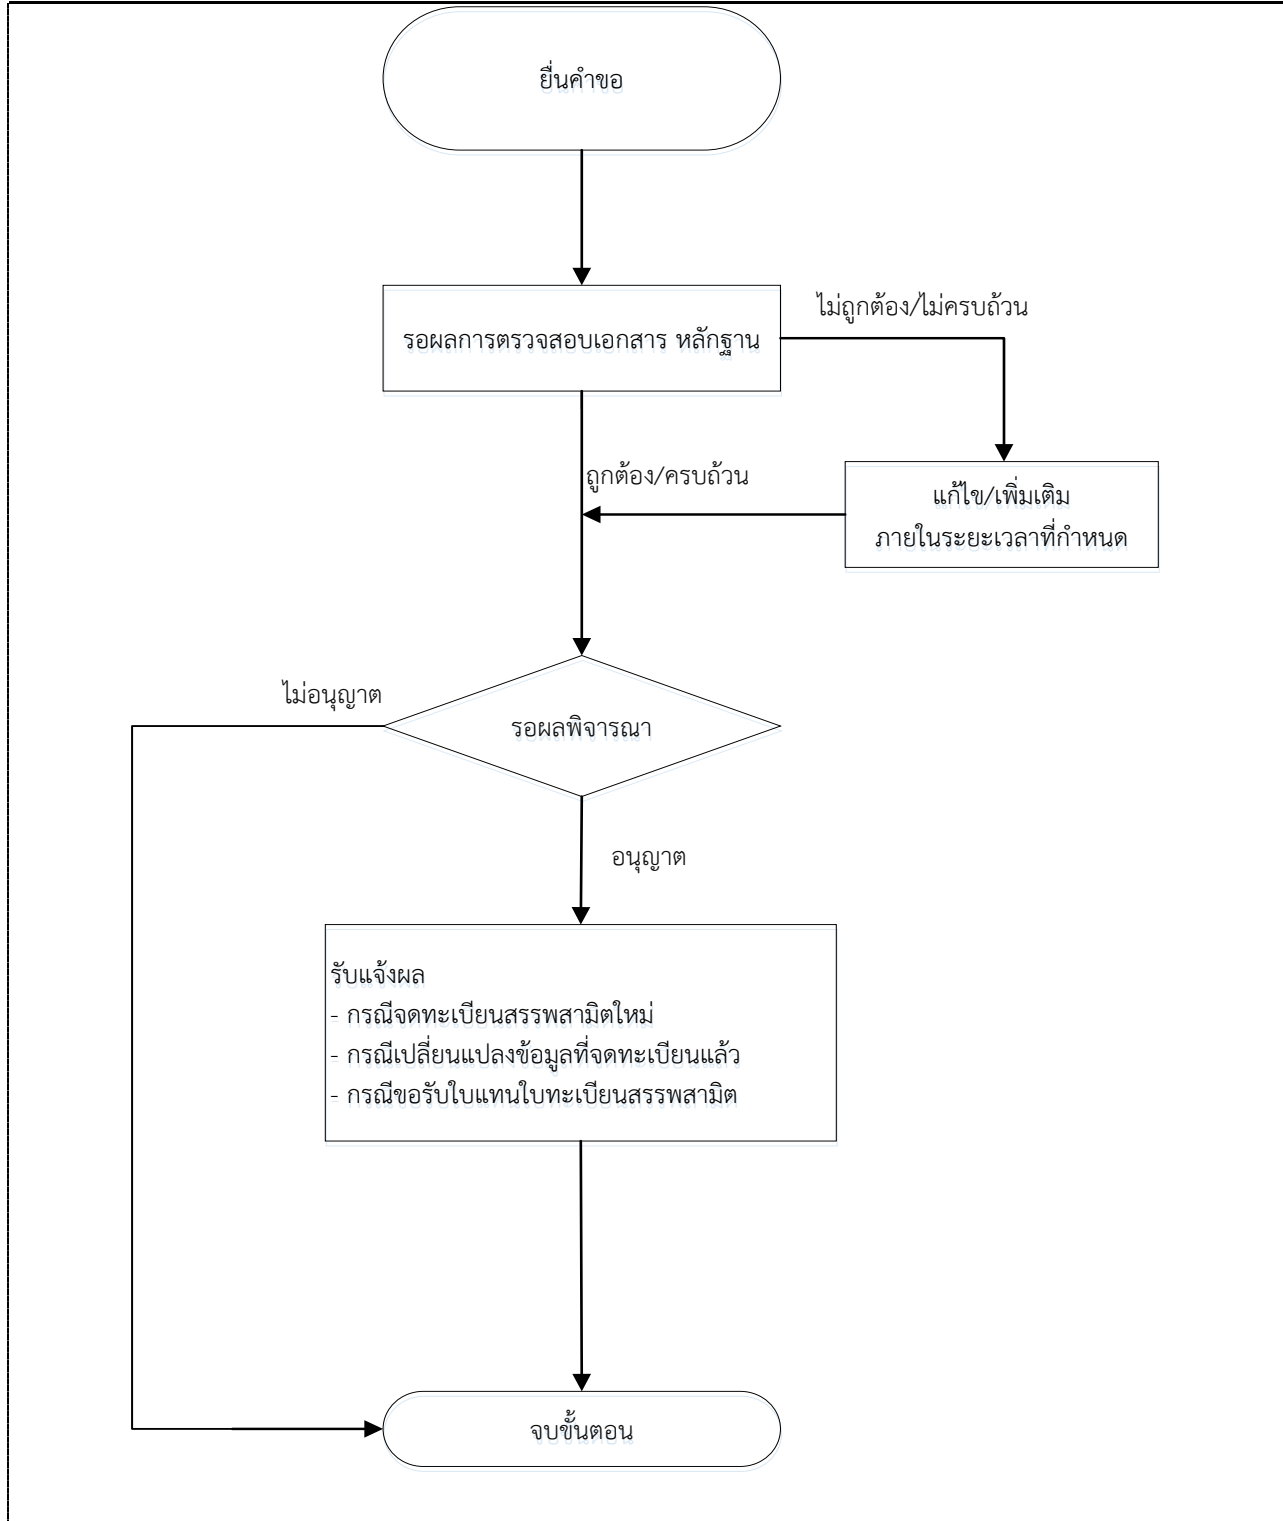 ยื่นคำขอ
ไม่ถูกต้อง/ไม่ครบถ้วน
รอผลการตรวจสอบเอกสาร หลักฐาน
ถูกต้อง/ครบถ้วน
แก้ไข/เพิ่มเติม
ภายในระยะเวลาที่กำหนด
ไม่อนุญาต
รอผลพิจารณา
อนุญาต
รับแจ้งผล
- กรณีจดทะเบียนสรรพสามิตใหม่
- กรณีเปลี่ยนแปลงข้อมูลที่จดทะเบียนแล้ว
- กรณีขอรับใบแทนใบทะเบียนสรรพสามิต
จบขั้นตอน